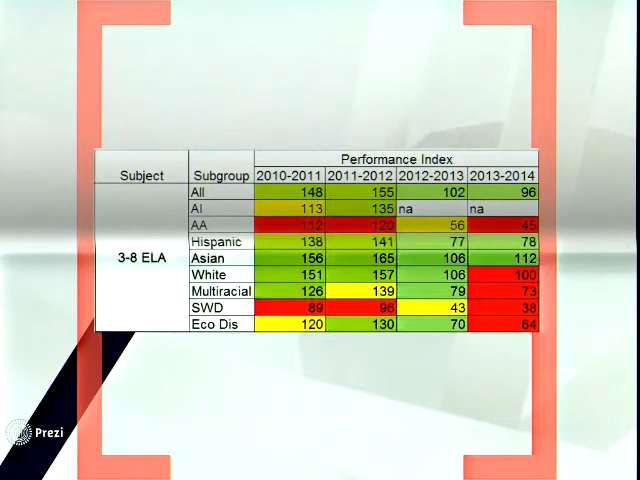 Performance Index
Subject Subgroup 2010-2011 2011-2012 2012-2013 2013-2014
3-8 ELA
All 148 155 102 96
AI 113 135 na na
AA 112 120 56 45
Hispanic 138 141 77 78
Asian 156 165 106 112
White 151 157 106 100
Multiracial 126 139 79 73
SWD 89 96 43 38
Eco Dis 120 130 70 64
Prezi